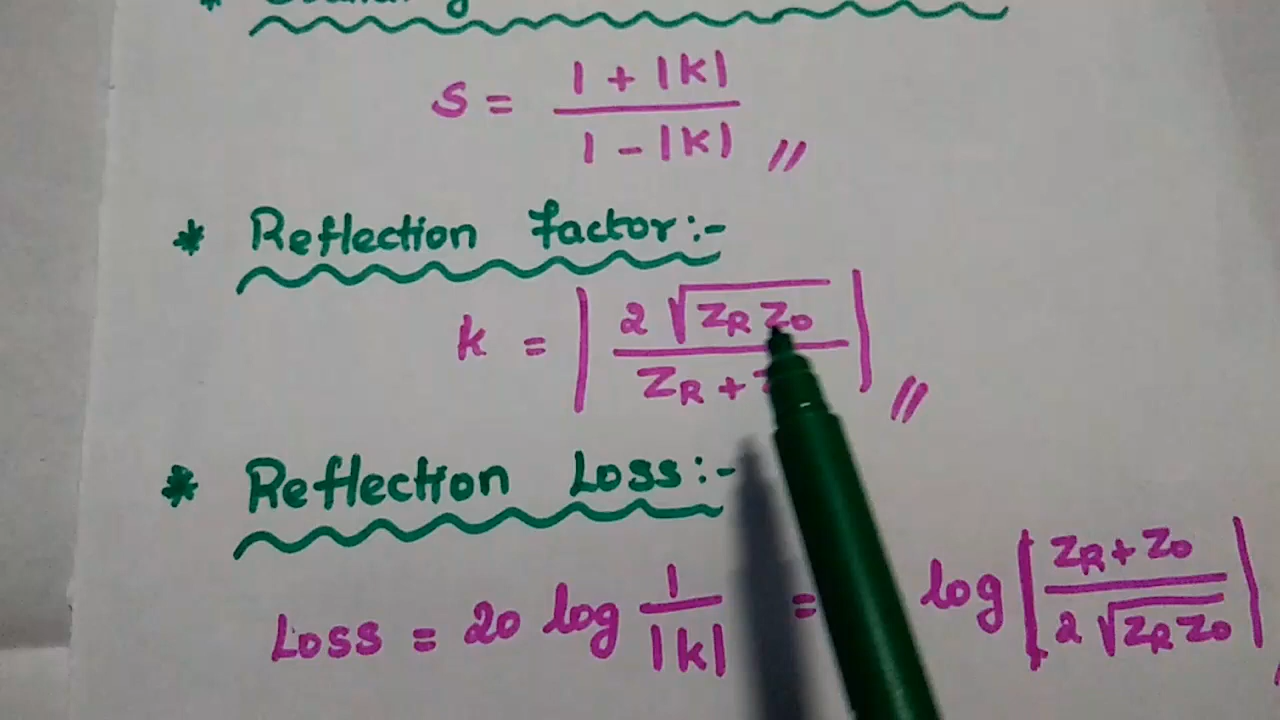 S = 1 + |K| / 1 - |K| //
* Reflection factor:-
k = | 2 √ZR Z0 / ZR + | //
* Reflection Loss:-
Loss = 20 log 1 / |K| = log | ZR + Z0 / 2 √ZR Z0 |